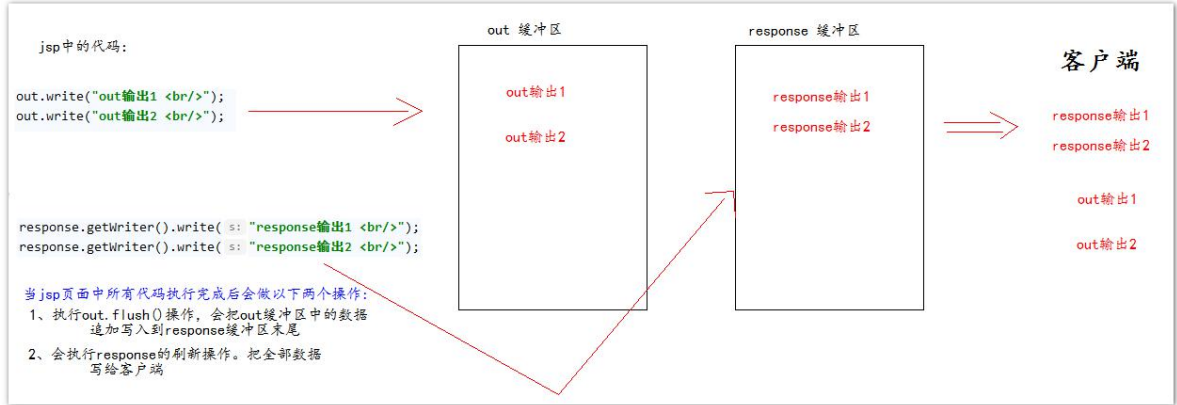 jsp中的代码:
out.write("out输出1 <br/>");
out.write("out输出2 <br/>");
response.getWriter().write( s: "response输出1 <br/>");
response.getWriter().write( s: "response输出2 <br/>");
当jsp页面中所有代码执行完成后会做以下两个操作:
1、执行out.flush()操作，会把out缓冲区中的数据
追加写入到response缓冲区末尾
2、会执行response的刷新操作。把全部数据
写给客户端
out 缓冲区
out输出1
out输出2
response 缓冲区
response输出1
response输出2
客户端
response输出1
response输出2
out输出1
out输出2